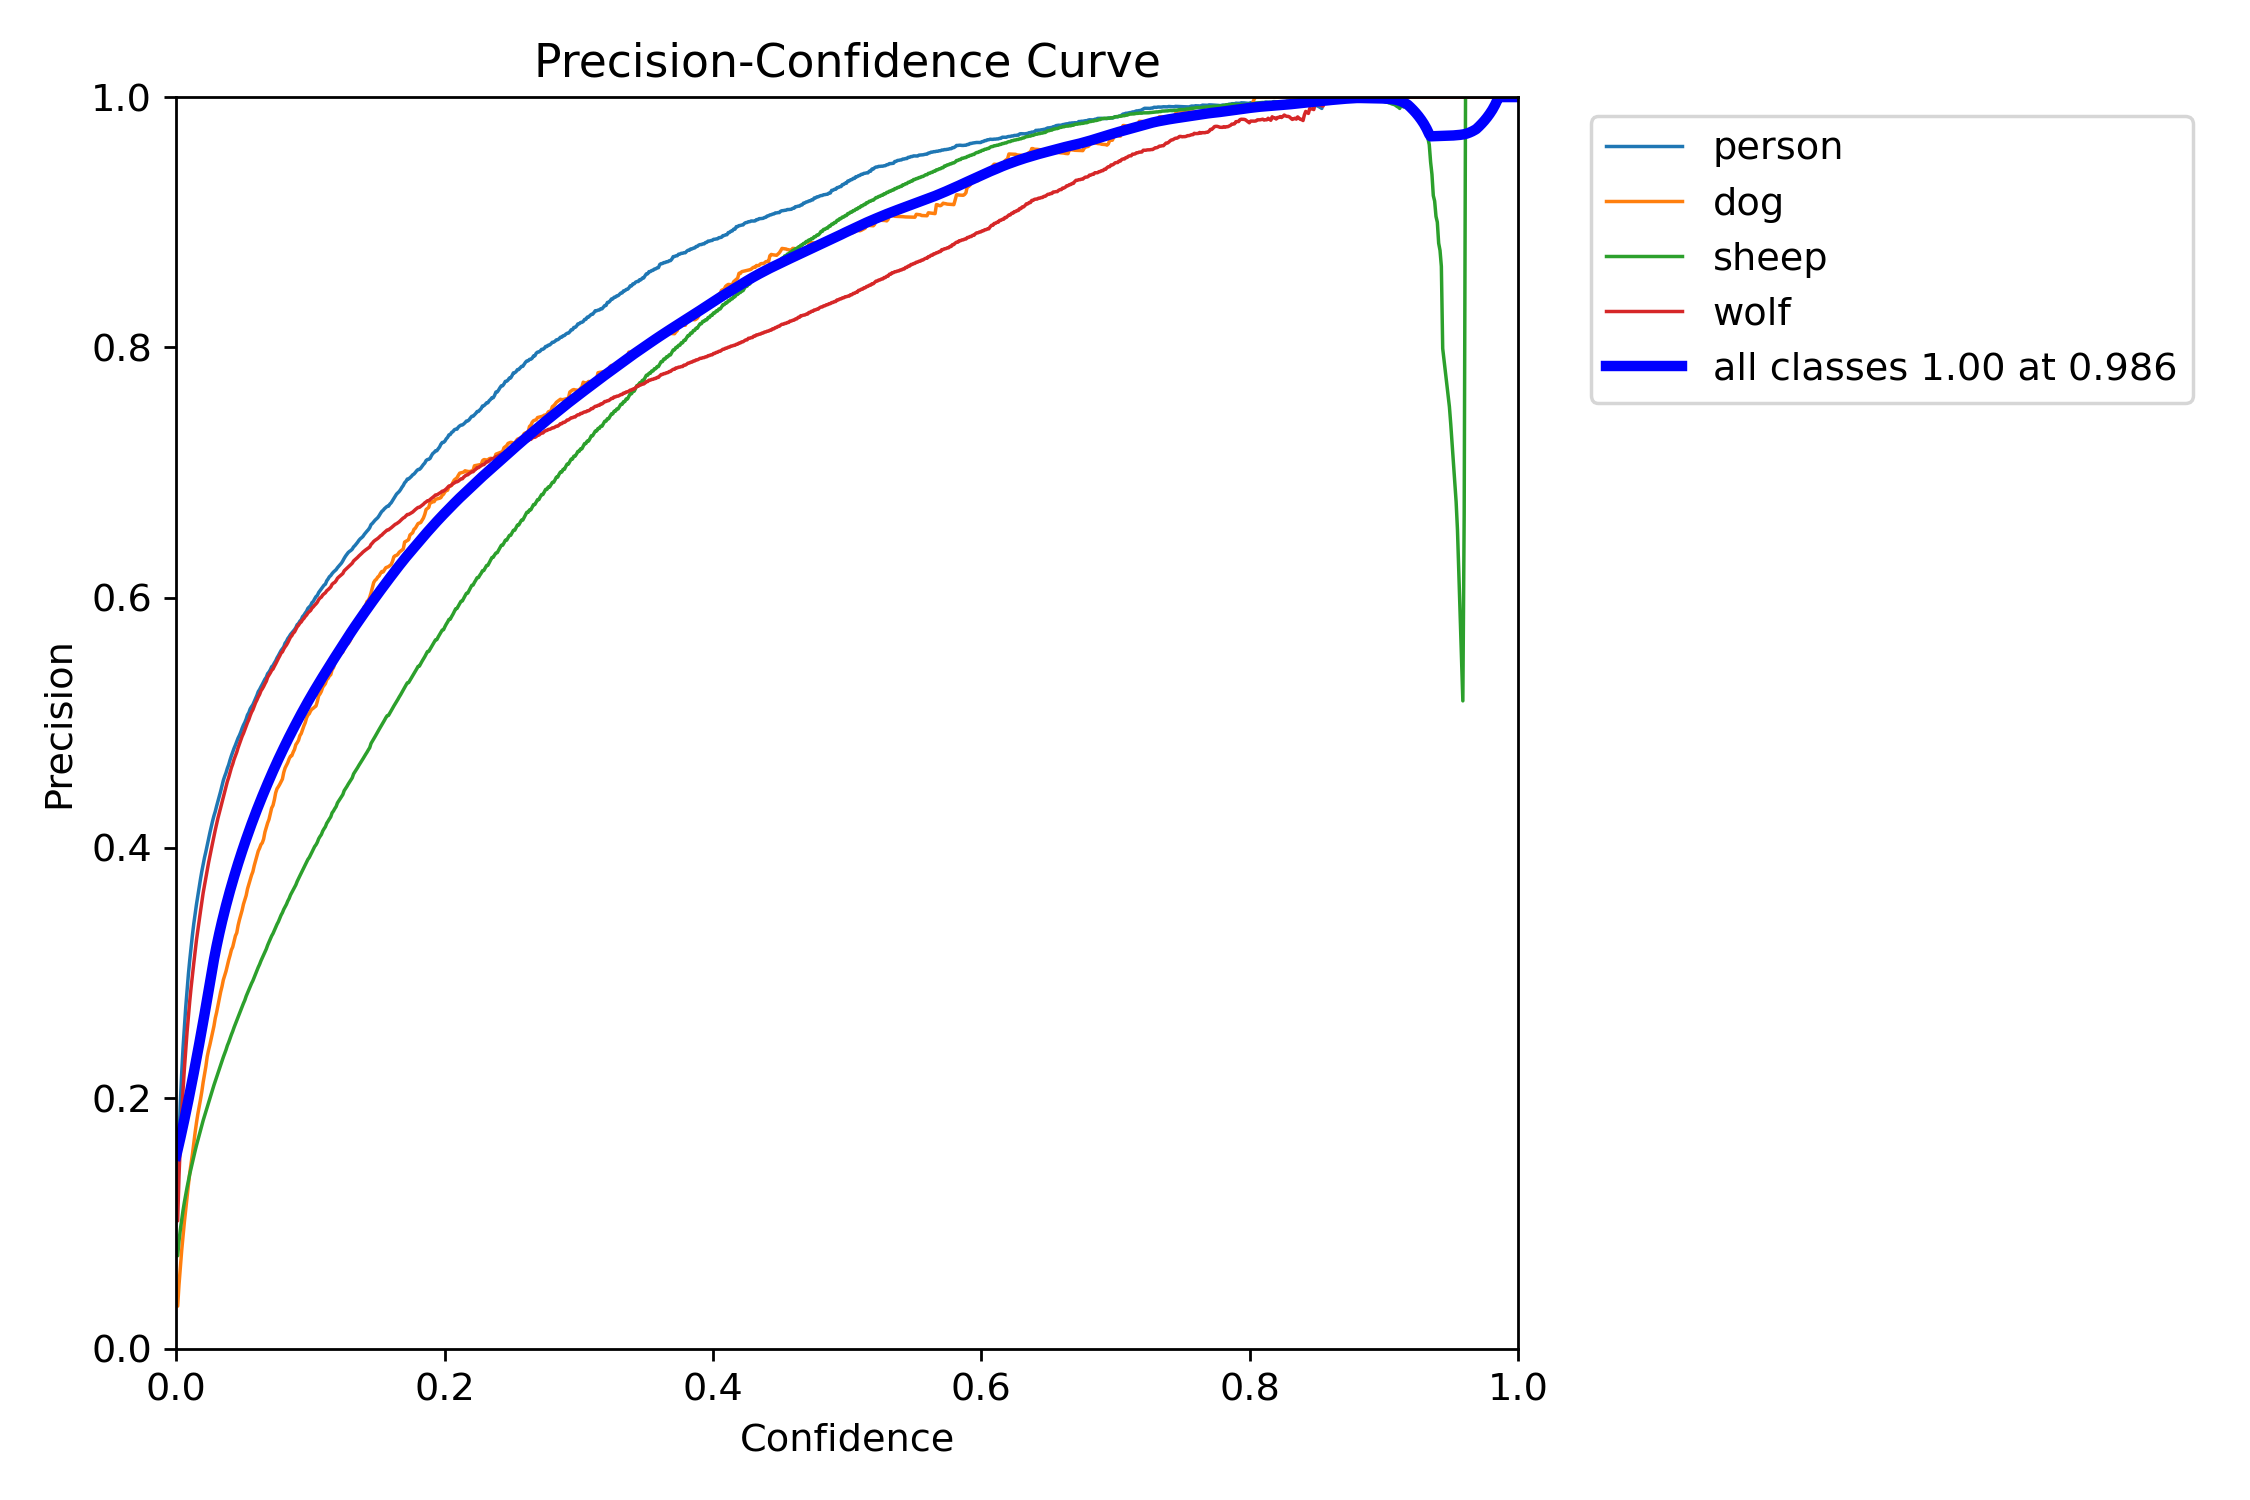 Precision-Confidence Curve
1.0
0.8
0.6
0.4
0.2
0.0
Precision
0.0 0.2 0.4 0.6 0.8 1.0
Confidence
person
dog
sheep
wolf
all classes 1.00 at 0.986